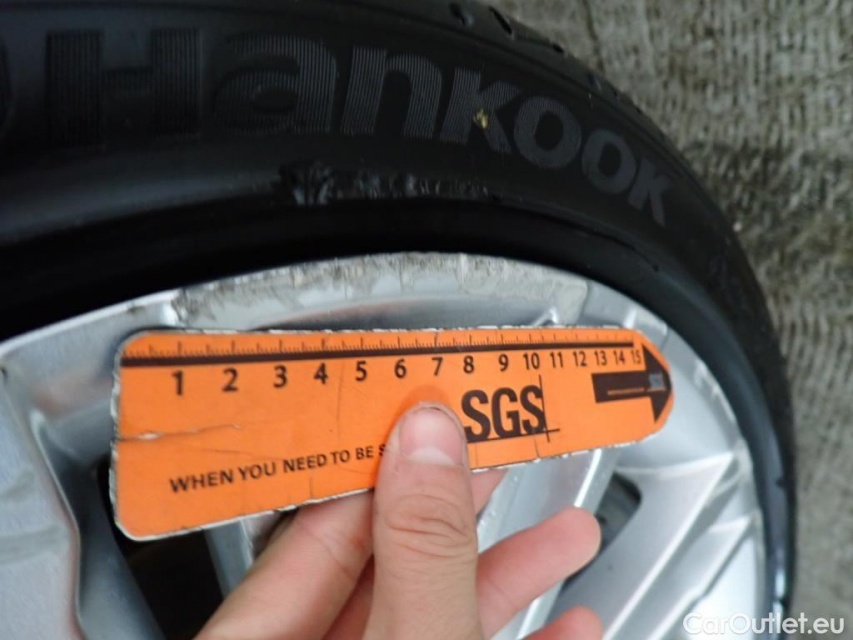 Hankook
1 2 3 4 5 6 7 8 9 10 11 12 13 14 15
SGS
WHEN YOU NEED TO BE
CarOutlet.eu